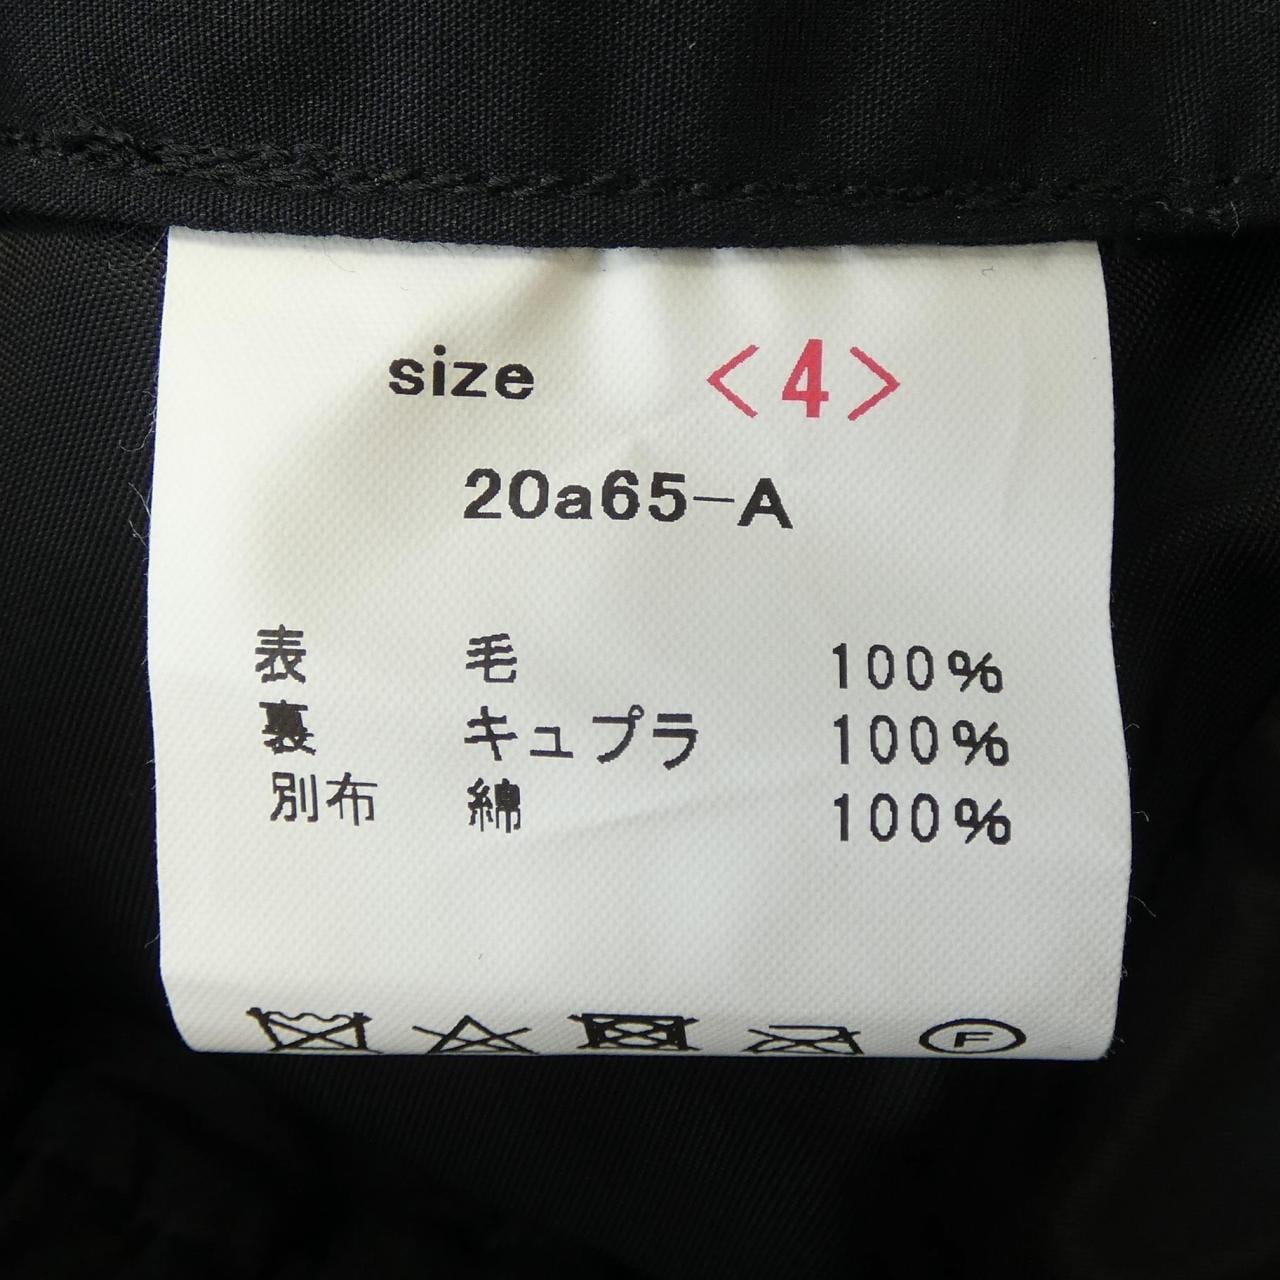 size <4>
20a65-A
表 毛 100%
裏 キュプラ 100%
別布 綿 100%
F